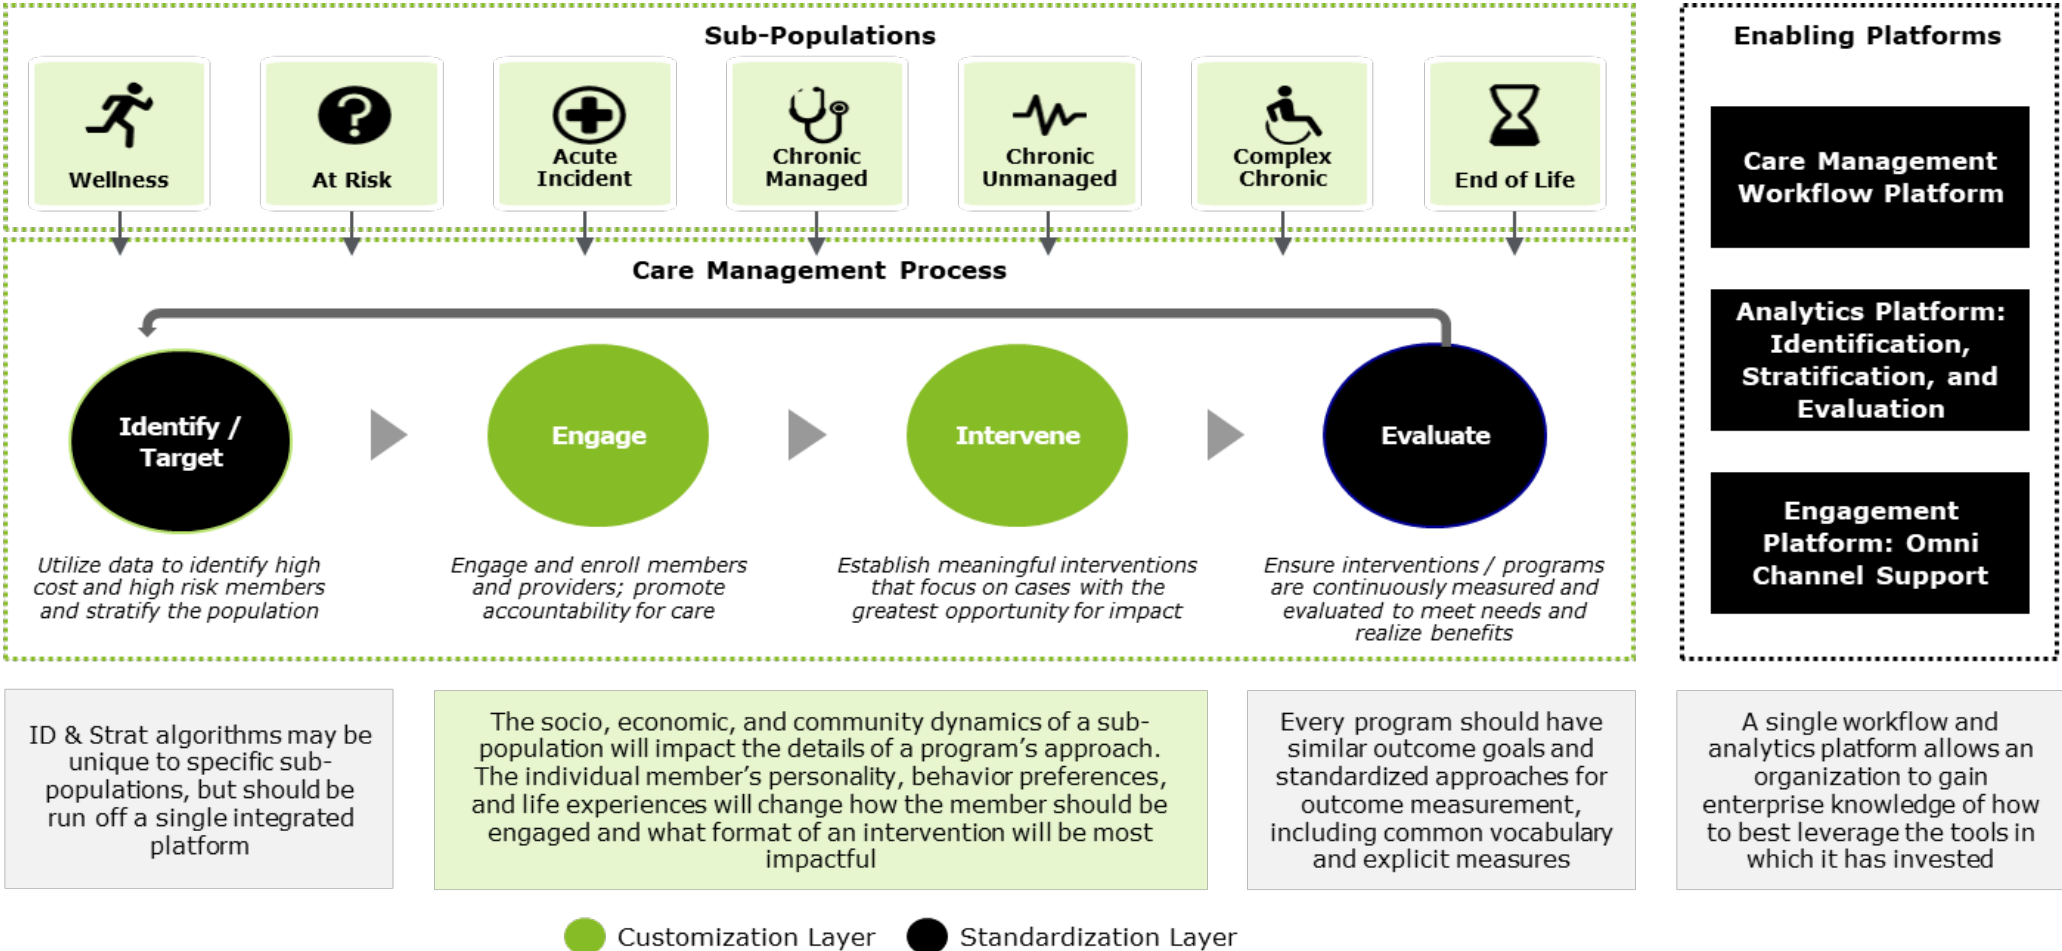 Sub-Populations
Wellness
At Risk
Acute
Incident
Chronic
Managed
Chronic
Unmanaged
Complex
Chronic
End of Life
Care Management Process
Identify /
Target
Engage
Intervene
Evaluate
Utilize data to identify high
cost and high risk members
and stratify the population
Engage and enroll members
and providers; promote
accountability for care
Establish meaningful interventions
that focus on cases with the
greatest opportunity for impact
Ensure interventions / programs
are continuously measured and
evaluated to meet needs and
realize benefits
Enabling Platforms
Care Management
Workflow Platform
Analytics Platform:
Identification,
Stratification, and
Evaluation
Engagement
Platform: Omni
Channel Support
ID & Strat algorithms may be
unique to specific sub-
populations, but should be
run off a single integrated
platform
The socio, economic, and community dynamics of a sub-
population will impact the details of a program’s approach.
The individual member’s personality, behavior preferences,
and life experiences will change how the member should be
engaged and what format of an intervention will be most
impactful
Every program should have
similar outcome goals and
standardized approaches for
outcome measurement,
including common vocabulary
and explicit measures
A single workflow and
analytics platform allows an
organization to gain
enterprise knowledge of how
to best leverage the tools in
which it has invested
Customization Layer
Standardization Layer